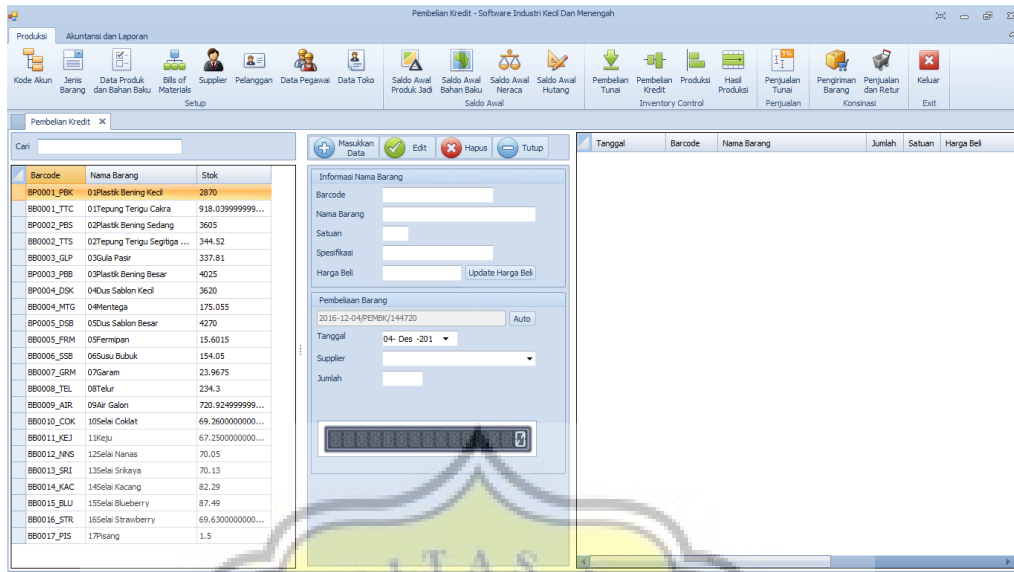 Pembelian Kredit - Software Industri Kecil Dan Menengah
Produksi Akuntansi dan Laporan
Kode Akun Jenis Barang Data Produk dan Bahan Baku Bills of Materials Supplier Pelanggan Data Pegawai Data Toko
Setup
Saldo Awal Produk Jadi Saldo Awal Bahan Baku Saldo Awal Neraca Saldo Awal Hutang
Saldo Awal
Pembelian Tunai Pembelian Kredit Produksi Hasil Produksi
Inventory Control
Penjualan Tunai
Penjualan
Pengiriman Barang Penjualan dan Retur
Konsinasi
Keluar
Exit
Pembelian Kredit
Cari
Barcode Nama Barang Stok
BP0001_PBK 01Plastik Bening Kecil 2870
BB0001_TTC 01Tepung Terigu Cakra 918.039999999...
BP0002_PBS 02Plastik Bening Sedang 3605
BB0002_TTS 02Tepung Terigu Segitiga ... 344.52
BB0003_GLP 03Gula Pasir 337.81
BP0003_PBB 03Plastik Bening Besar 4025
BP0004_DSK 04Dus Sablon Kecil 3620
BB0004_MTG 04Mentega 175.055
BP0005_DSB 05Dus Sablon Besar 4270
BB0005_FRM 05Fermipan 15.6015
BB0006_SSB 06Susu Bubuk 154.05
BB0007_GRM 07Garam 23.9675
BB0008_TEL 08Telur 234.3
BB0009_AIR 09Air Galon 720.924999999...
BB0010_COK 10Selai Coklat 69.2600000000...
BB0011_KEJ 11Keju 67.2500000000...
BB0012_NNS 12Selai Nanas 70.05
BB0013_SRI 13Selai Srikaya 70.13
BB0014_KAC 14Selai Kacang 82.29
BB0015_BLU 15Selai Blueberry 87.49
BB0016_STR 16Selai Strawberry 69.6300000000...
BB0017_PIS 17Pisang 1.5
Masukkan Data Edit Hapus Tutup
Informasi Nama Barang
Barcode
Nama Barang
Satuan
Spesifikasi
Harga Beli Update Harga Beli
Pembeliaan Barang
2016-12-04/PEMBK/144720 Auto
Tanggal 04- Des -201
Supplier
Jumlah
0
Tanggal Barcode Nama Barang Jumlah Satuan Harga Beli
ITAS